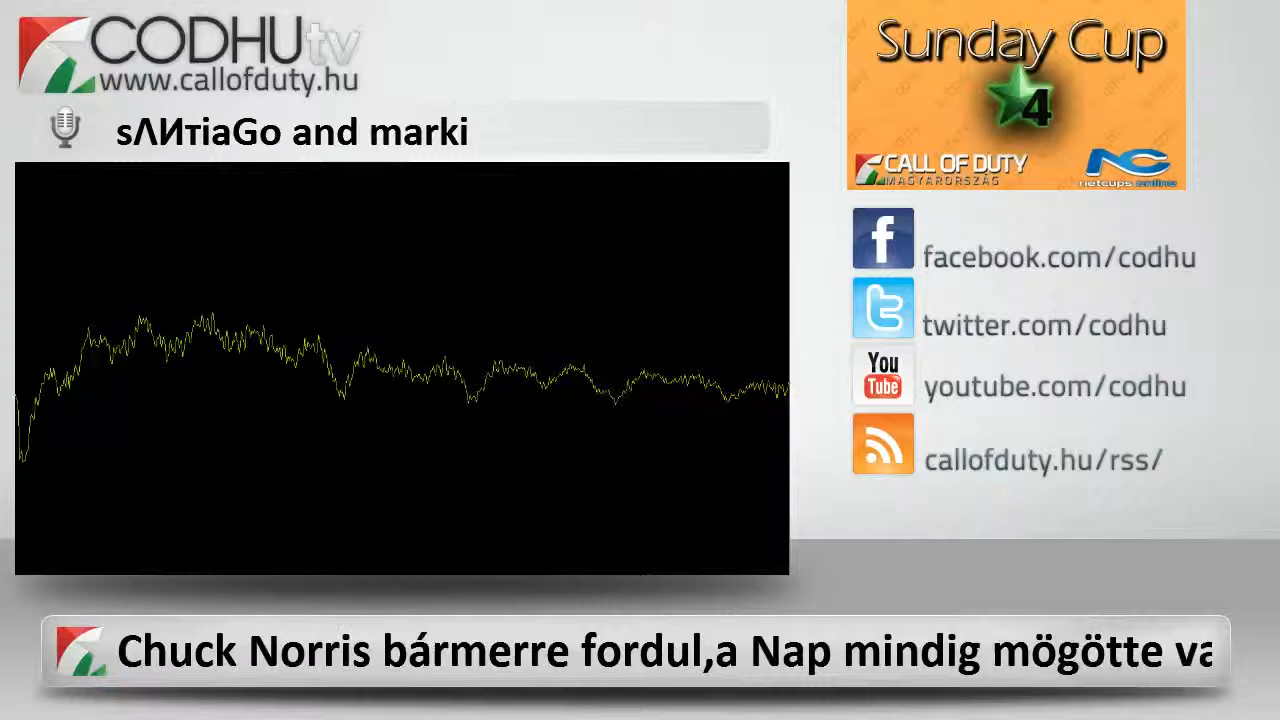 CODHUtv
www.callofduty.hu
sΛИтiaGo and marki
Sunday Cup
4
CALL OF DUTY
MAGYARORSZÁG
NC
netcups online
f
facebook.com/codhu
t
twitter.com/codhu
You
Tube
youtube.com/codhu
callofduty.hu/rss/
Chuck Norris bármerre fordul,a Nap mindig mögötte va